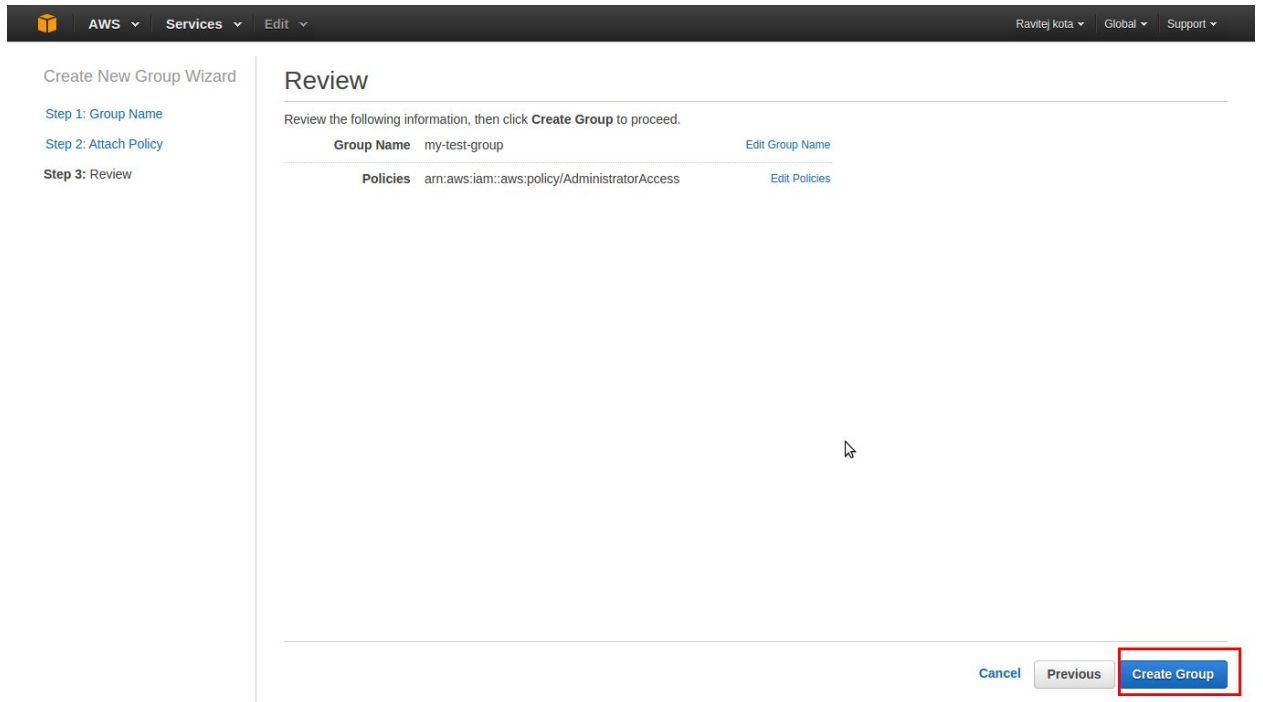 AWS Services Edit Ravitej kota Global Support
Create New Group Wizard
Step 1: Group Name
Step 2: Attach Policy
Step 3: Review
Review
Review the following information, then click Create Group to proceed.
Group Name my-test-group Edit Group Name
Policies arn:aws:iam::aws:policy/AdministratorAccess Edit Policies
Cancel Previous Create Group